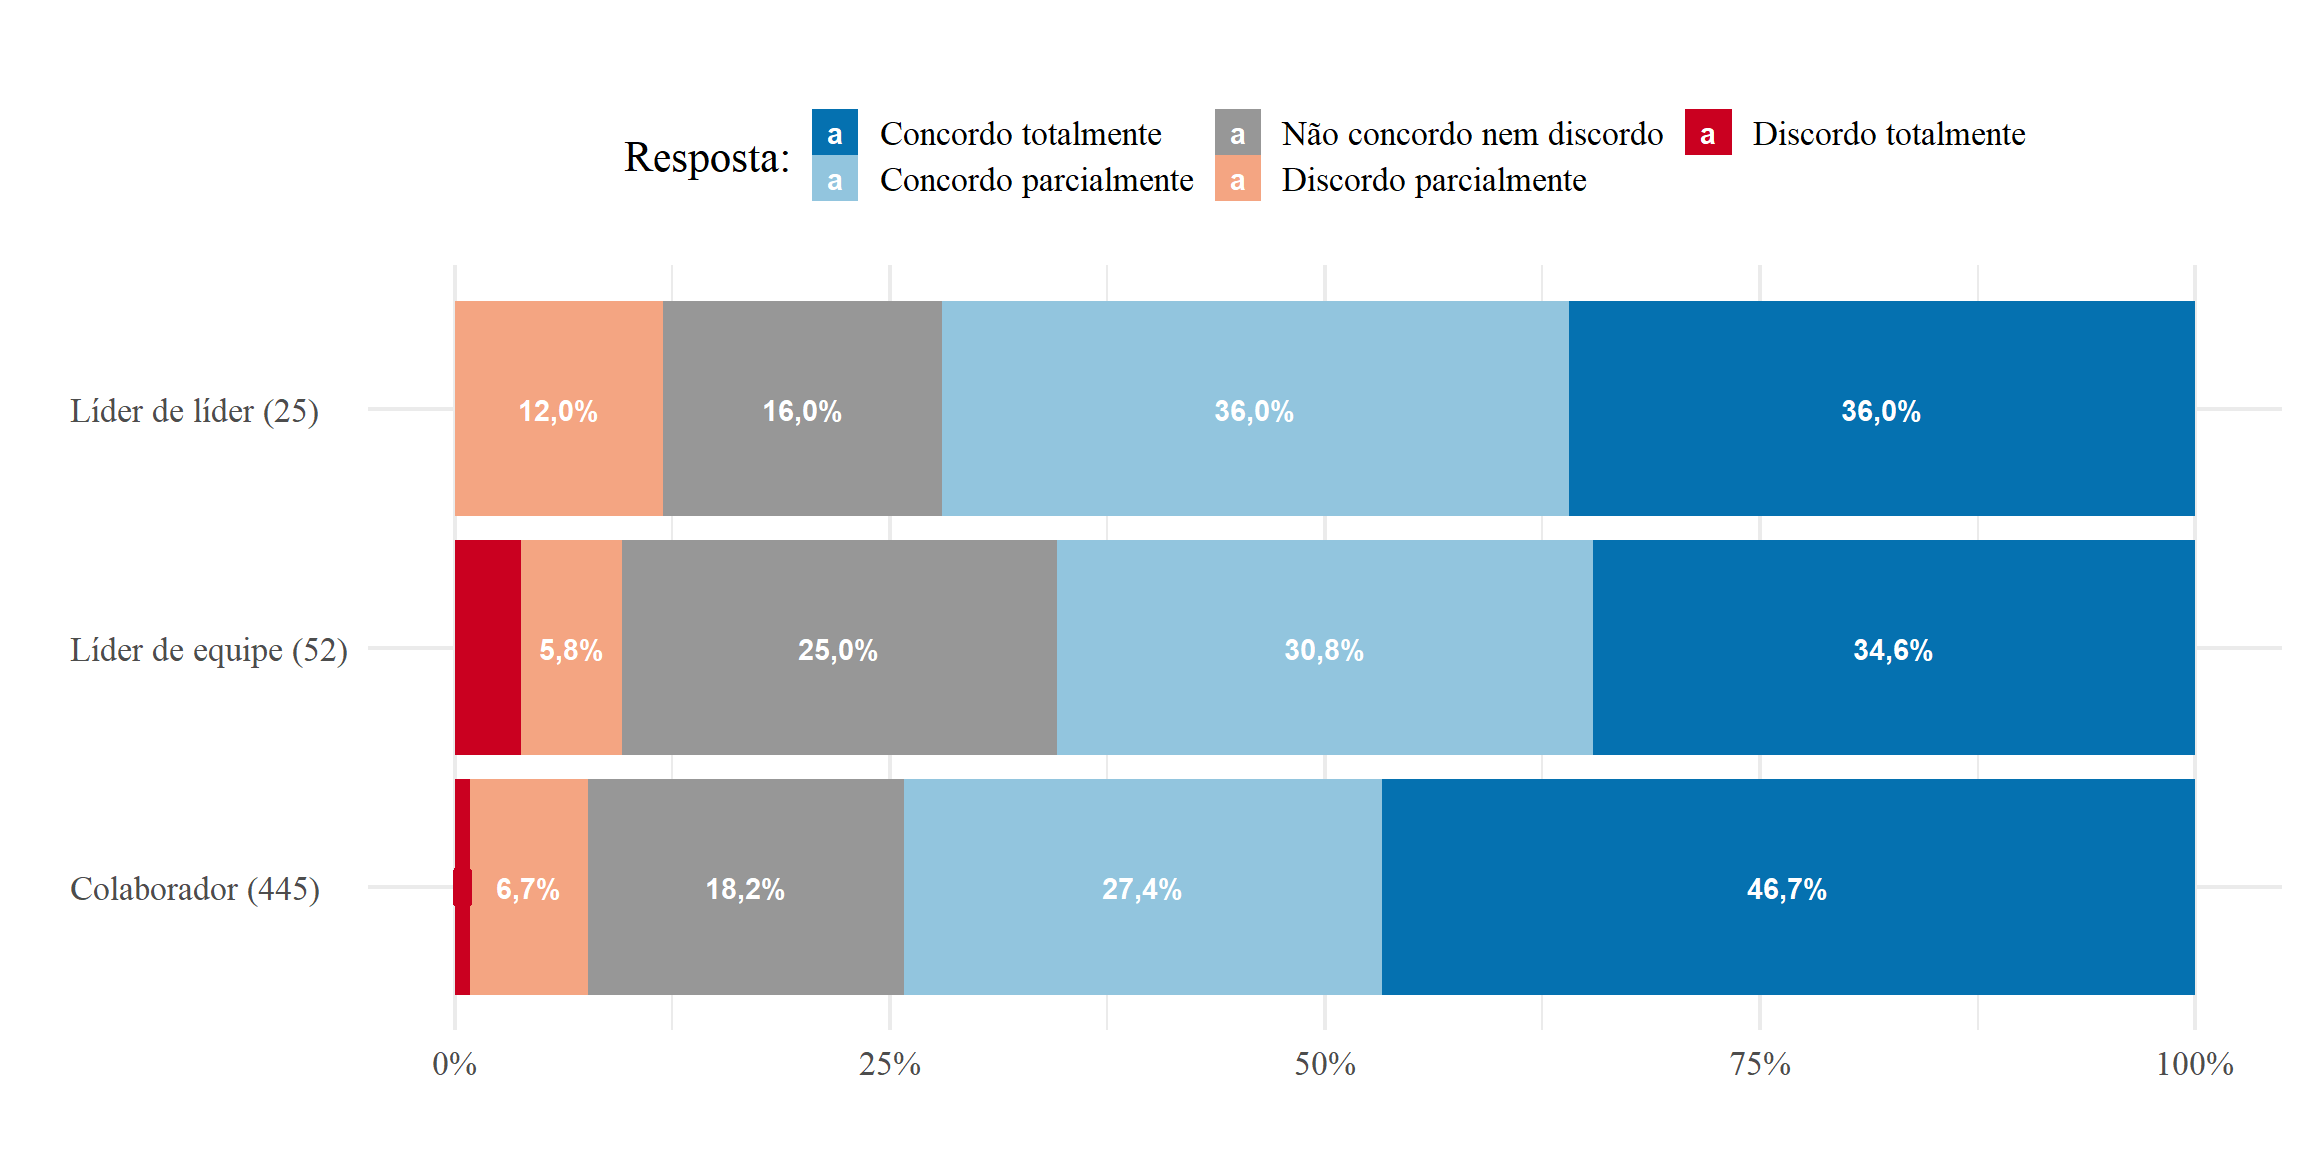 Resposta:
a Concordo totalmente a Não concordo nem discordo a Discordo totalmente
a Concordo parcialmente a Discordo parcialmente
Líder de líder (25) 12,0% 16,0% 36,0% 36,0%
Líder de equipe (52) 5,8% 25,0% 30,8% 34,6%
Colaborador (445) 6,7% 18,2% 27,4% 46,7%
0% 25% 50% 75% 100%